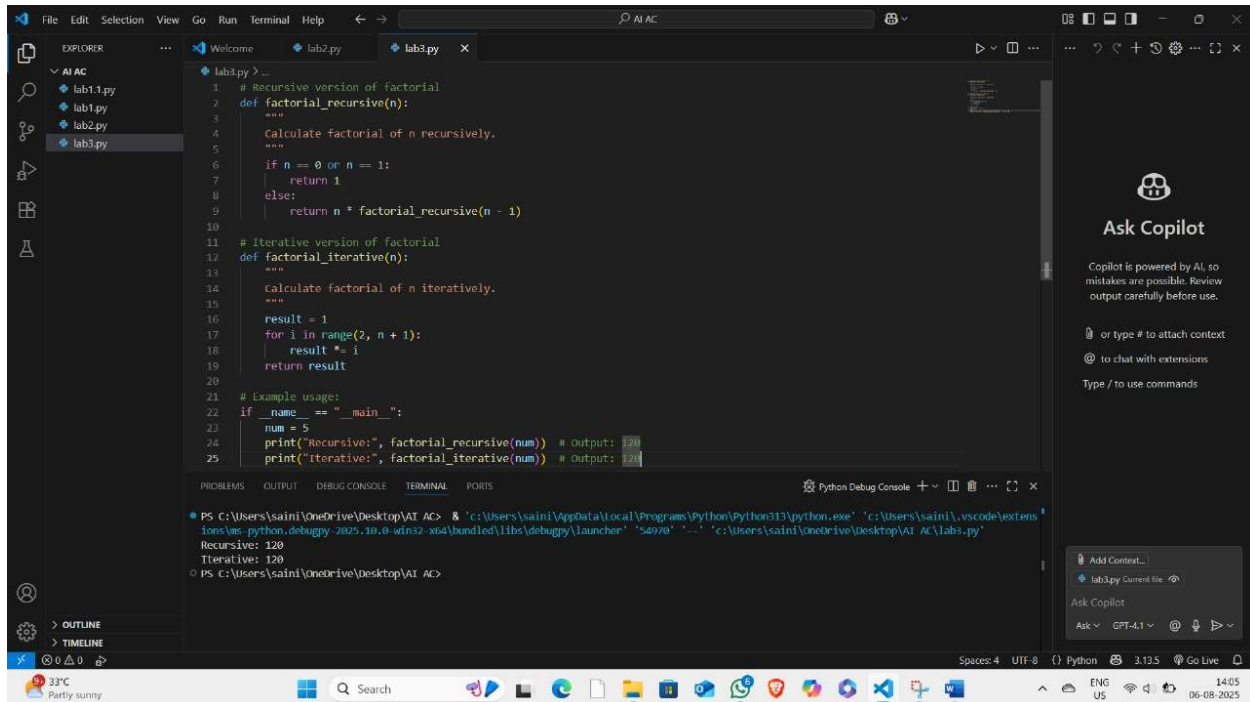 File Edit Selection View Go Run Terminal Help
AI AC
EXPLORER
AI AC
lab1.1.py
lab1.py
lab2.py
lab3.py
OUTLINE
TIMELINE
Welcome lab2.py lab3.py
lab3.py > ...
1 # Recursive version of factorial
2 def factorial_recursive(n):
3 """
4 Calculate factorial of n recursively.
5 """
6 if n == 0 or n == 1:
7 return 1
8 else:
9 return n * factorial_recursive(n - 1)
10
11 # Iterative version of factorial
12 def factorial_iterative(n):
13 """
14 Calculate factorial of n iteratively.
15 """
16 result = 1
17 for i in range(2, n + 1):
18 result *= i
19 return result
20
21 # Example usage:
22 if __name__ == "__main__":
23 num = 5
24 print("Recursive:", factorial_recursive(num)) # Output: 120
25 print("Iterative:", factorial_iterative(num)) # Output: 120
PROBLEMS OUTPUT DEBUG CONSOLE TERMINAL PORTS
Python Debug Console
PS C:\Users\saini\OneDrive\Desktop\AI AC> & 'c:\Users\saini\AppData\Local\Programs\Python\Python313\python.exe' 'c:\Users\saini\.vscode\extens
ions\ms-python.debugpy-2025.10.0-win32-x64\bundled\libs\debugpy\launcher' '54970' '--' 'c:\Users\saini\OneDrive\Desktop\AI AC\lab3.py'
Recursive: 120
Iterative: 120
PS C:\Users\saini\OneDrive\Desktop\AI AC>
Ask Copilot
Copilot is powered by AI, so
mistakes are possible. Review
output carefully before use.
or type # to attach context
@ to chat with extensions
Type / to use commands
Add Context...
lab3.py Current file
Ask Copilot
Ask GPT-4.1
0 0 Spaces: 4 UTF-8 {} Python 3.13.5 Go Live
33°C
Partly sunny
Search
ENG
US
14:05
06-08-2025